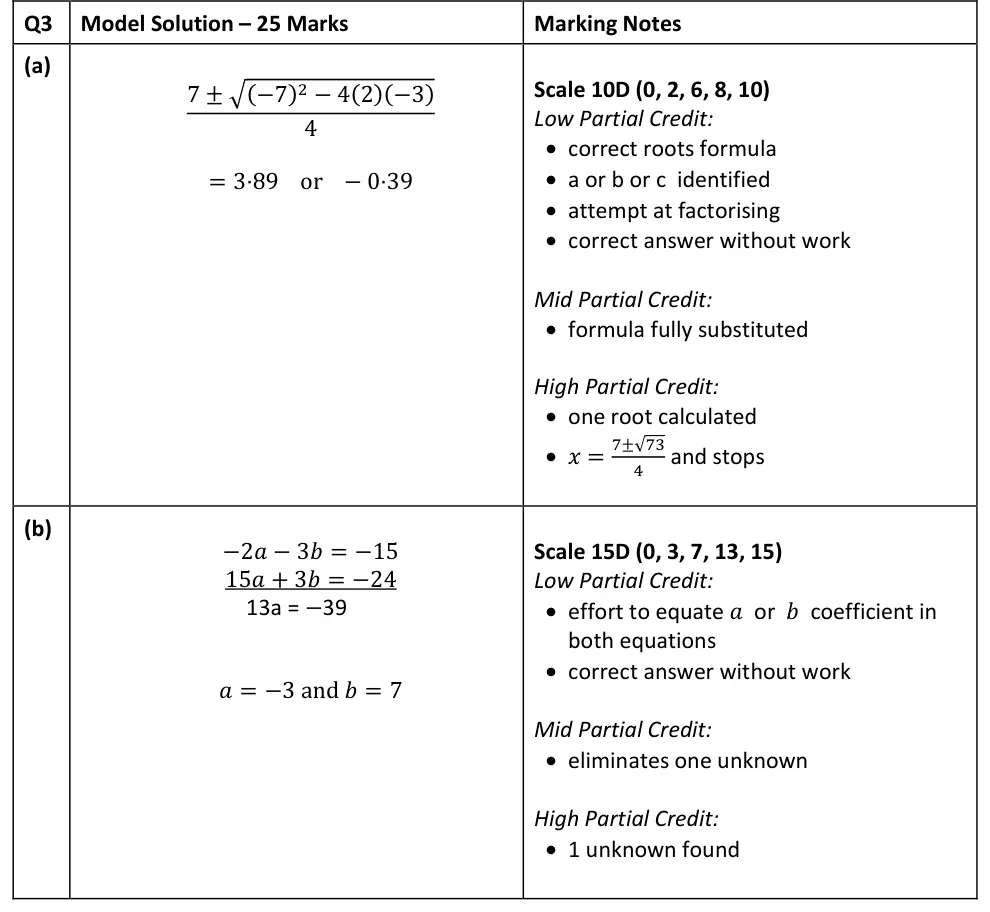 Q3 Model Solution – 25 Marks Marking Notes
(a)
7 ± √(−7)² − 4(2)(−3)
4
= 3·89 or − 0·39
Scale 10D (0, 2, 6, 8, 10)
Low Partial Credit:
• correct roots formula
• a or b or c identified
• attempt at factorising
• correct answer without work
Mid Partial Credit:
• formula fully substituted
High Partial Credit:
• one root calculated
• x = 7±√73 / 4 and stops
(b)
−2a − 3b = −15
15a + 3b = −24
13a = −39
a = −3 and b = 7
Scale 15D (0, 3, 7, 13, 15)
Low Partial Credit:
• effort to equate a or b coefficient in
both equations
• correct answer without work
Mid Partial Credit:
• eliminates one unknown
High Partial Credit:
• 1 unknown found